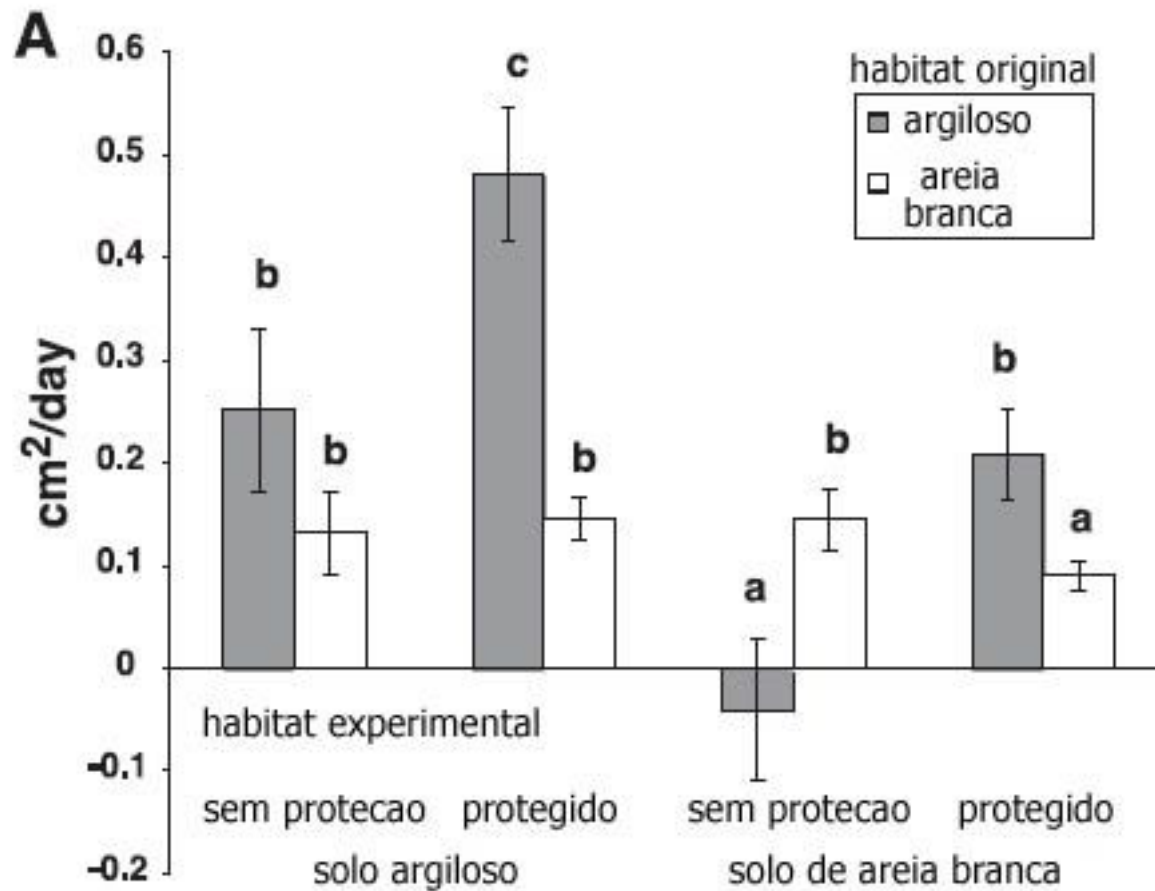 A
0.6
0.5
0.4
0.3
0.2
0.1
0
-0.1
-0.2
cm²/day
b
b
c
b
a
b
b
a
habitat original
argiloso
areia
branca
habitat experimental
sem protecao protegido sem protecao protegido
solo argiloso solo de areia branca